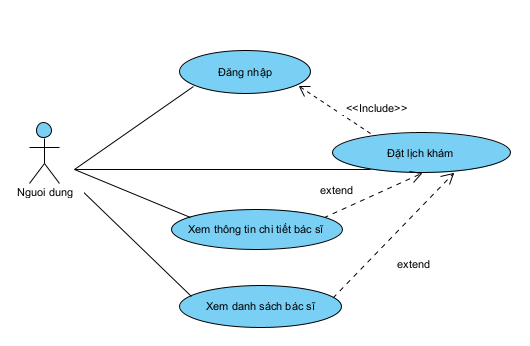 Đăng nhập
<<Include>>
Đặt lịch khám
Nguoi dung
extend
Xem thông tin chi tiết bác sĩ
extend
Xem danh sách bác sĩ